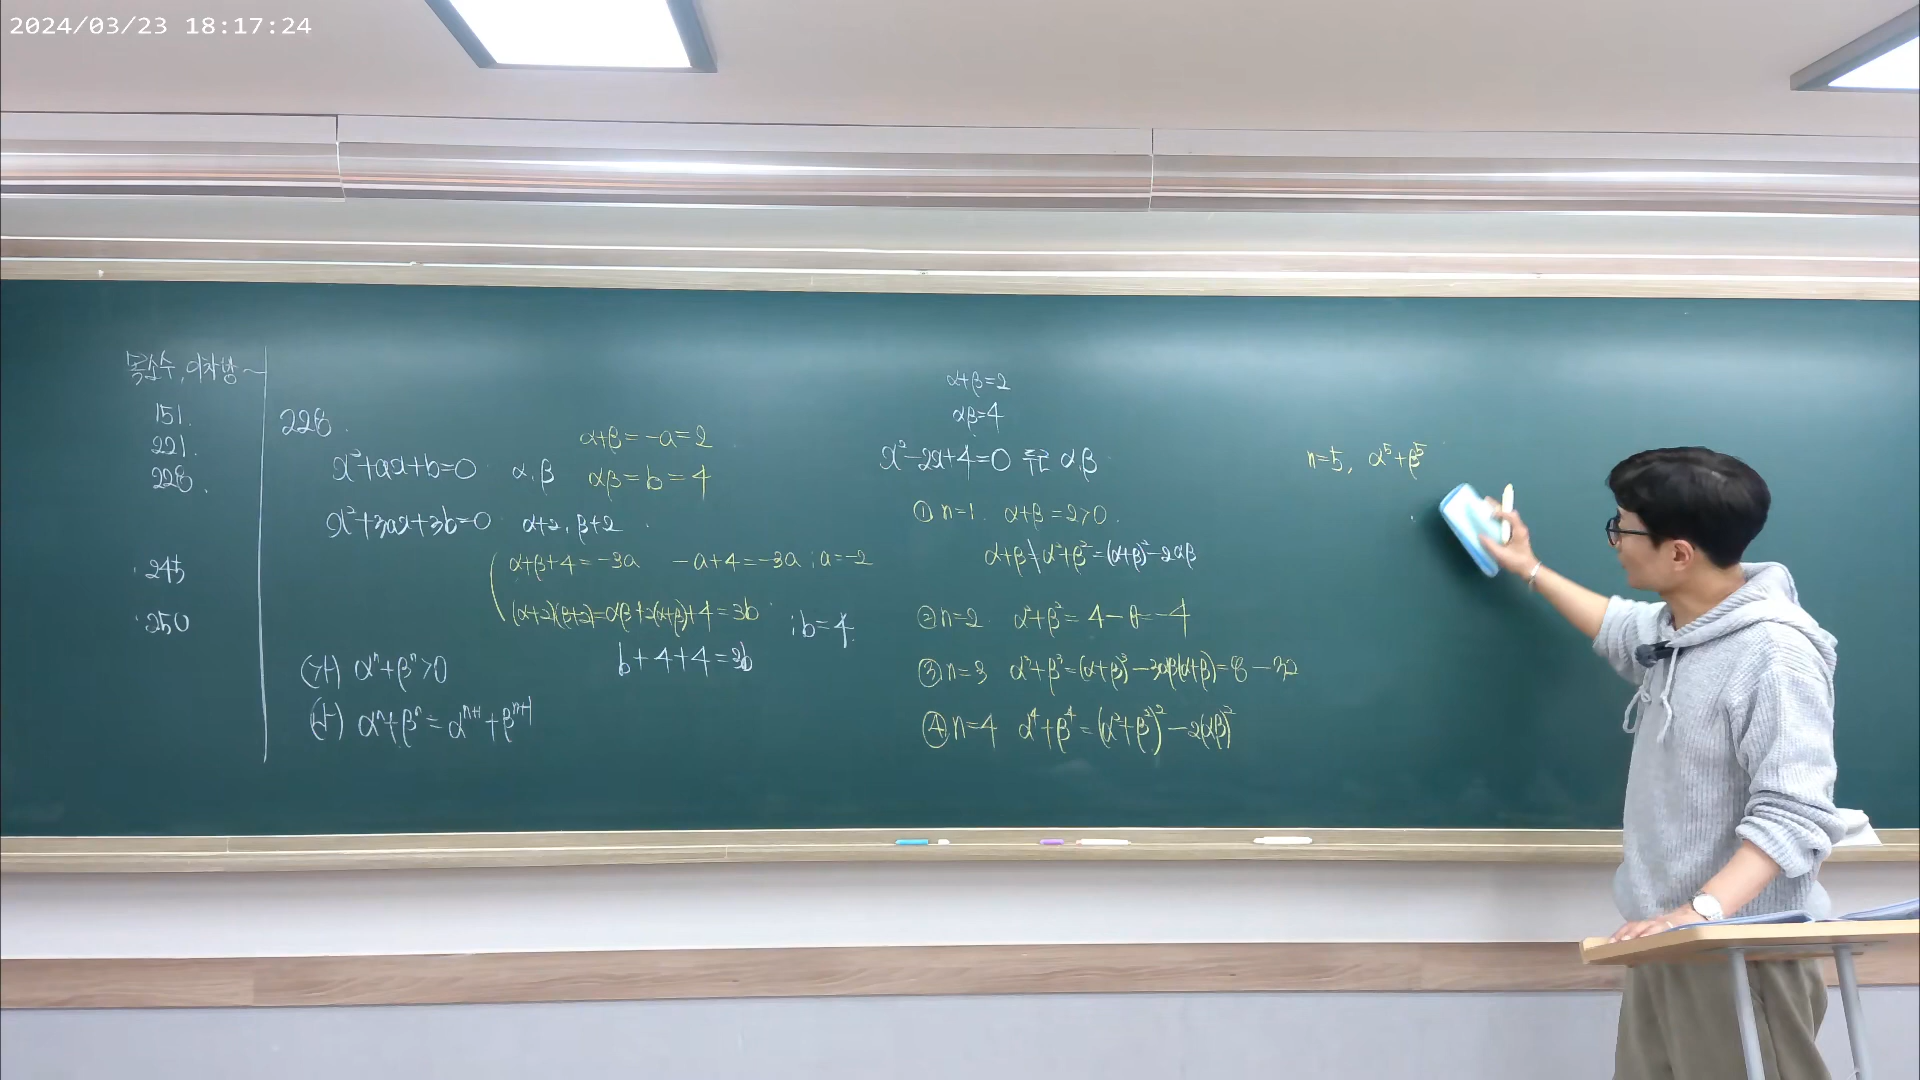 2024/03/23 18:17:24
복소수, 이차방~
151.
221.
228.
·245
·250
228.
x²+ax+b=0 α, β
x²+3ax+3b=0 α+2, β+2
α+β=-a=2
αβ=b=4
α+β+4=-3a -a+4=-3a ; a=-2
(α+2)(β+2)=αβ+2(α+β)+4=3b ; b=4.
b+4+4=3b
(가) αⁿ+βⁿ>0
(나) αⁿ+βⁿ=αⁿ⁺¹+βⁿ⁺¹
α+β=2
αβ=4
x²-2x+4=0 두근 α, β
① n=1. α+β=2>0.
α+β≠α²+β²=(α+β)²-2αβ
② n=2 α²+β²=4-8=-4
③ n=3 α³+β³=(α+β)³-3αβ(α+β)=8-
④ n=4 α⁴+β⁴=(α²+β²)²-2(αβ)²
n=5, α⁵+β⁵